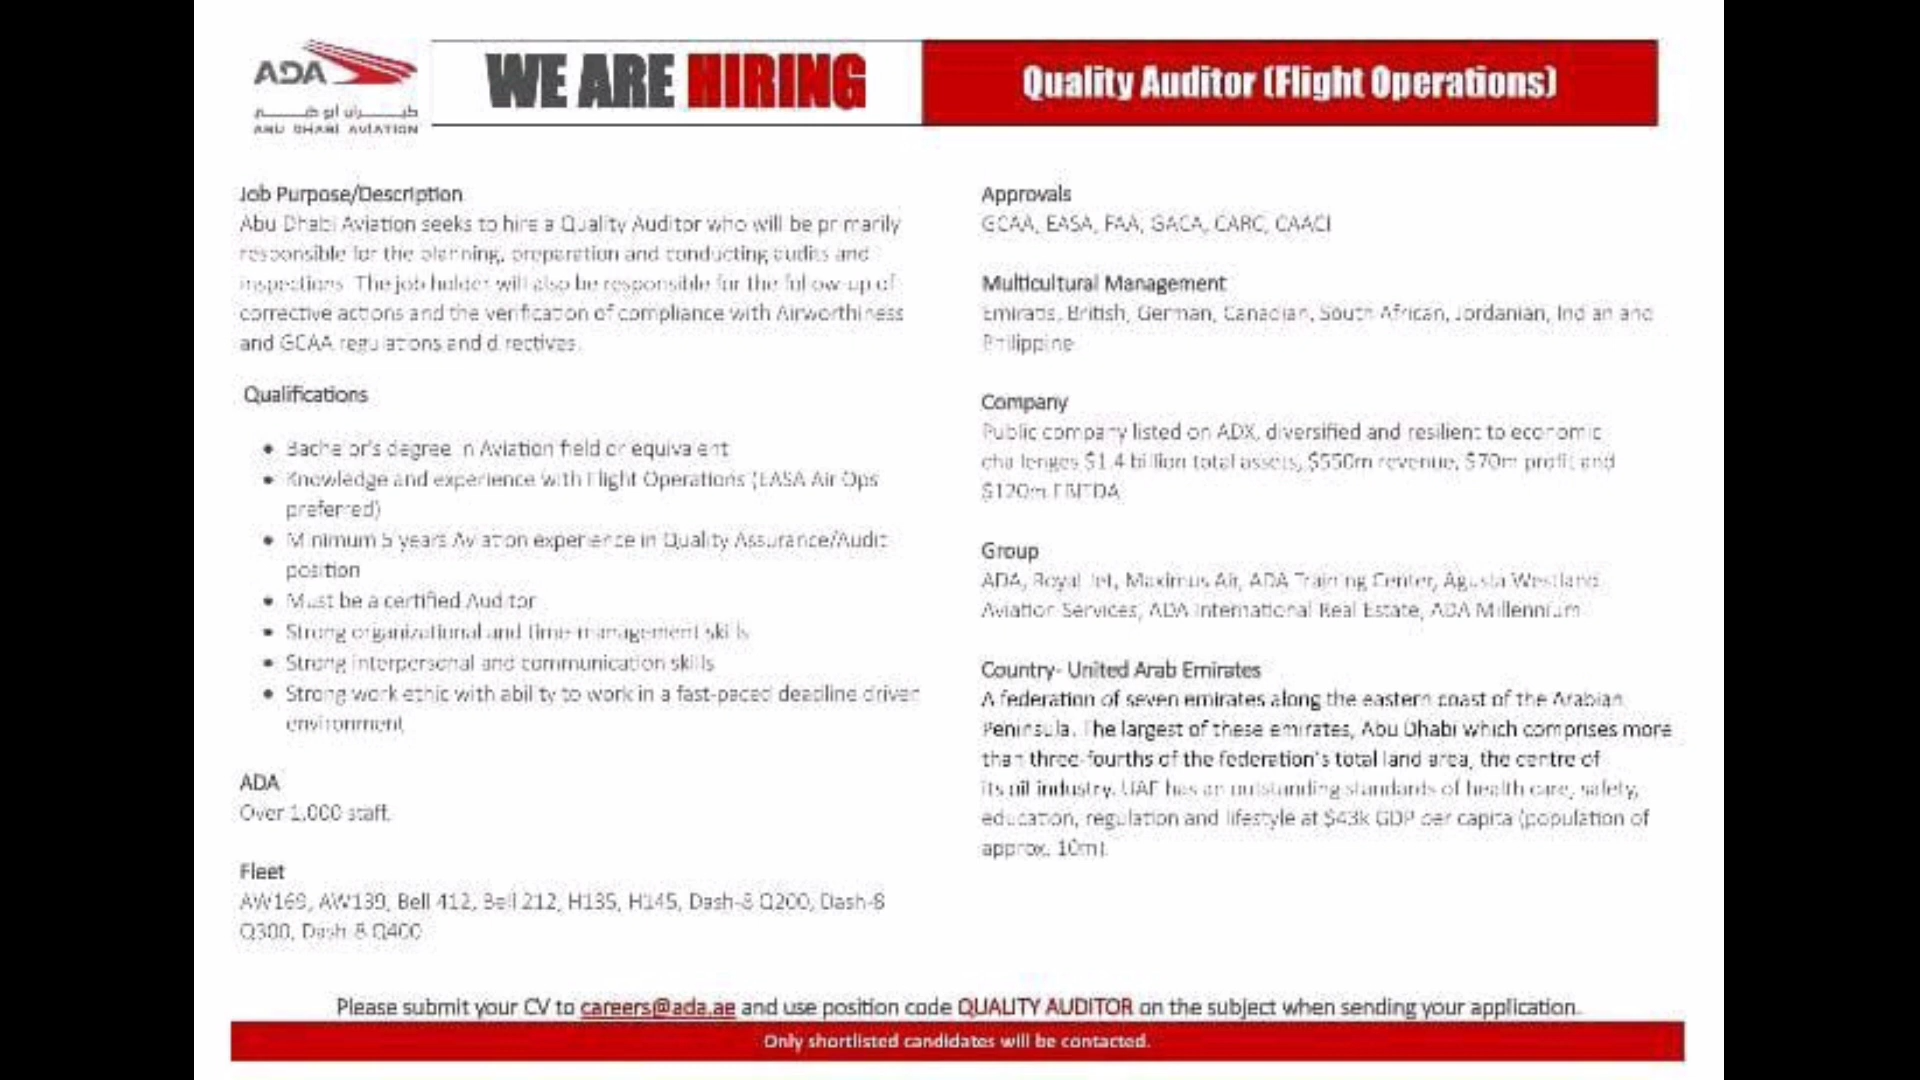 ADA
طيـــران أبوظبـــي
ABU DHABI AVIATION
WE ARE HIRING
Quality Auditor (Flight Operations)
Job Purpose/Description
Abu Dhabi Aviation seeks to hire a Quality Auditor who will be primarily
responsible for the planning, preparation and conducting audits and
inspections. The job holder will also be responsible for the follow-up of
corrective actions and the verification of compliance with Airworthiness
and GCAA regulations and directives.
Qualifications
• Bachelor's degree in Aviation field or equivalent
• Knowledge and experience with Flight Operations (EASA Air Ops
preferred)
• Minimum 5 years Aviation experience in Quality Assurance/Audit
position
• Must be a certified Auditor
• Strong organizational and time-management skills
• Strong interpersonal and communication skills
• Strong work ethic with ability to work in a fast-paced deadline driven
environment
ADA
Over 1,000 staff.
Fleet
AW169, AW139, Bell 412, Bell 212, H135, H145, Dash-8 Q200, Dash-8
Q300, Dash-8 Q400
Approvals
GCAA, EASA, FAA, GACA, CARC, CAACI
Multicultural Management
Emiratis, British, German, Canadian, South African, Jordanian, Indian and
Philippine
Company
Public company listed on ADX, diversified and resilient to economic
challenges $1.4 billion total assets, $550m revenue, $70m profit and
$120m EBITDA
Group
ADA, Royal Jet, Maximus Air, ADA Training Center, Agusta Westland
Aviation Services, ADA International Real Estate, ADA Millennium
Country- United Arab Emirates
A federation of seven emirates along the eastern coast of the Arabian
Peninsula. The largest of these emirates, Abu Dhabi which comprises more
than three-fourths of the federation's total land area, the centre of
its oil industry. UAE has an outstanding standards of health care, safety,
education, regulation and lifestyle at $43k GDP per capita (population of
approx. 10m).
Please submit your CV to careers@ada.ae and use position code QUALITY AUDITOR on the subject when sending your application.
Only shortlisted candidates will be contacted.